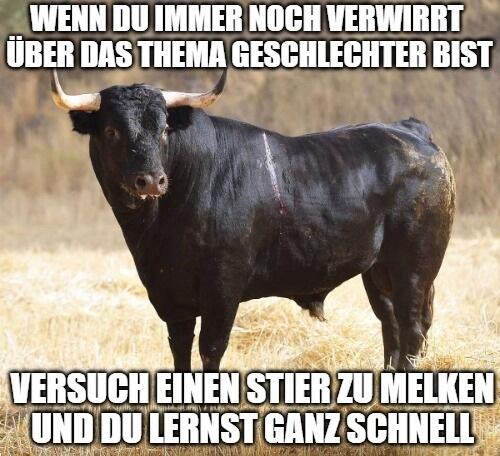 WENN DU IMMER NOCH VERWIRRT
ÜBER DAS THEMA GESCHLECHTER BIST
VERSUCH EINEN STIER ZU MELKEN
UND DU LERNST GANZ SCHNELL